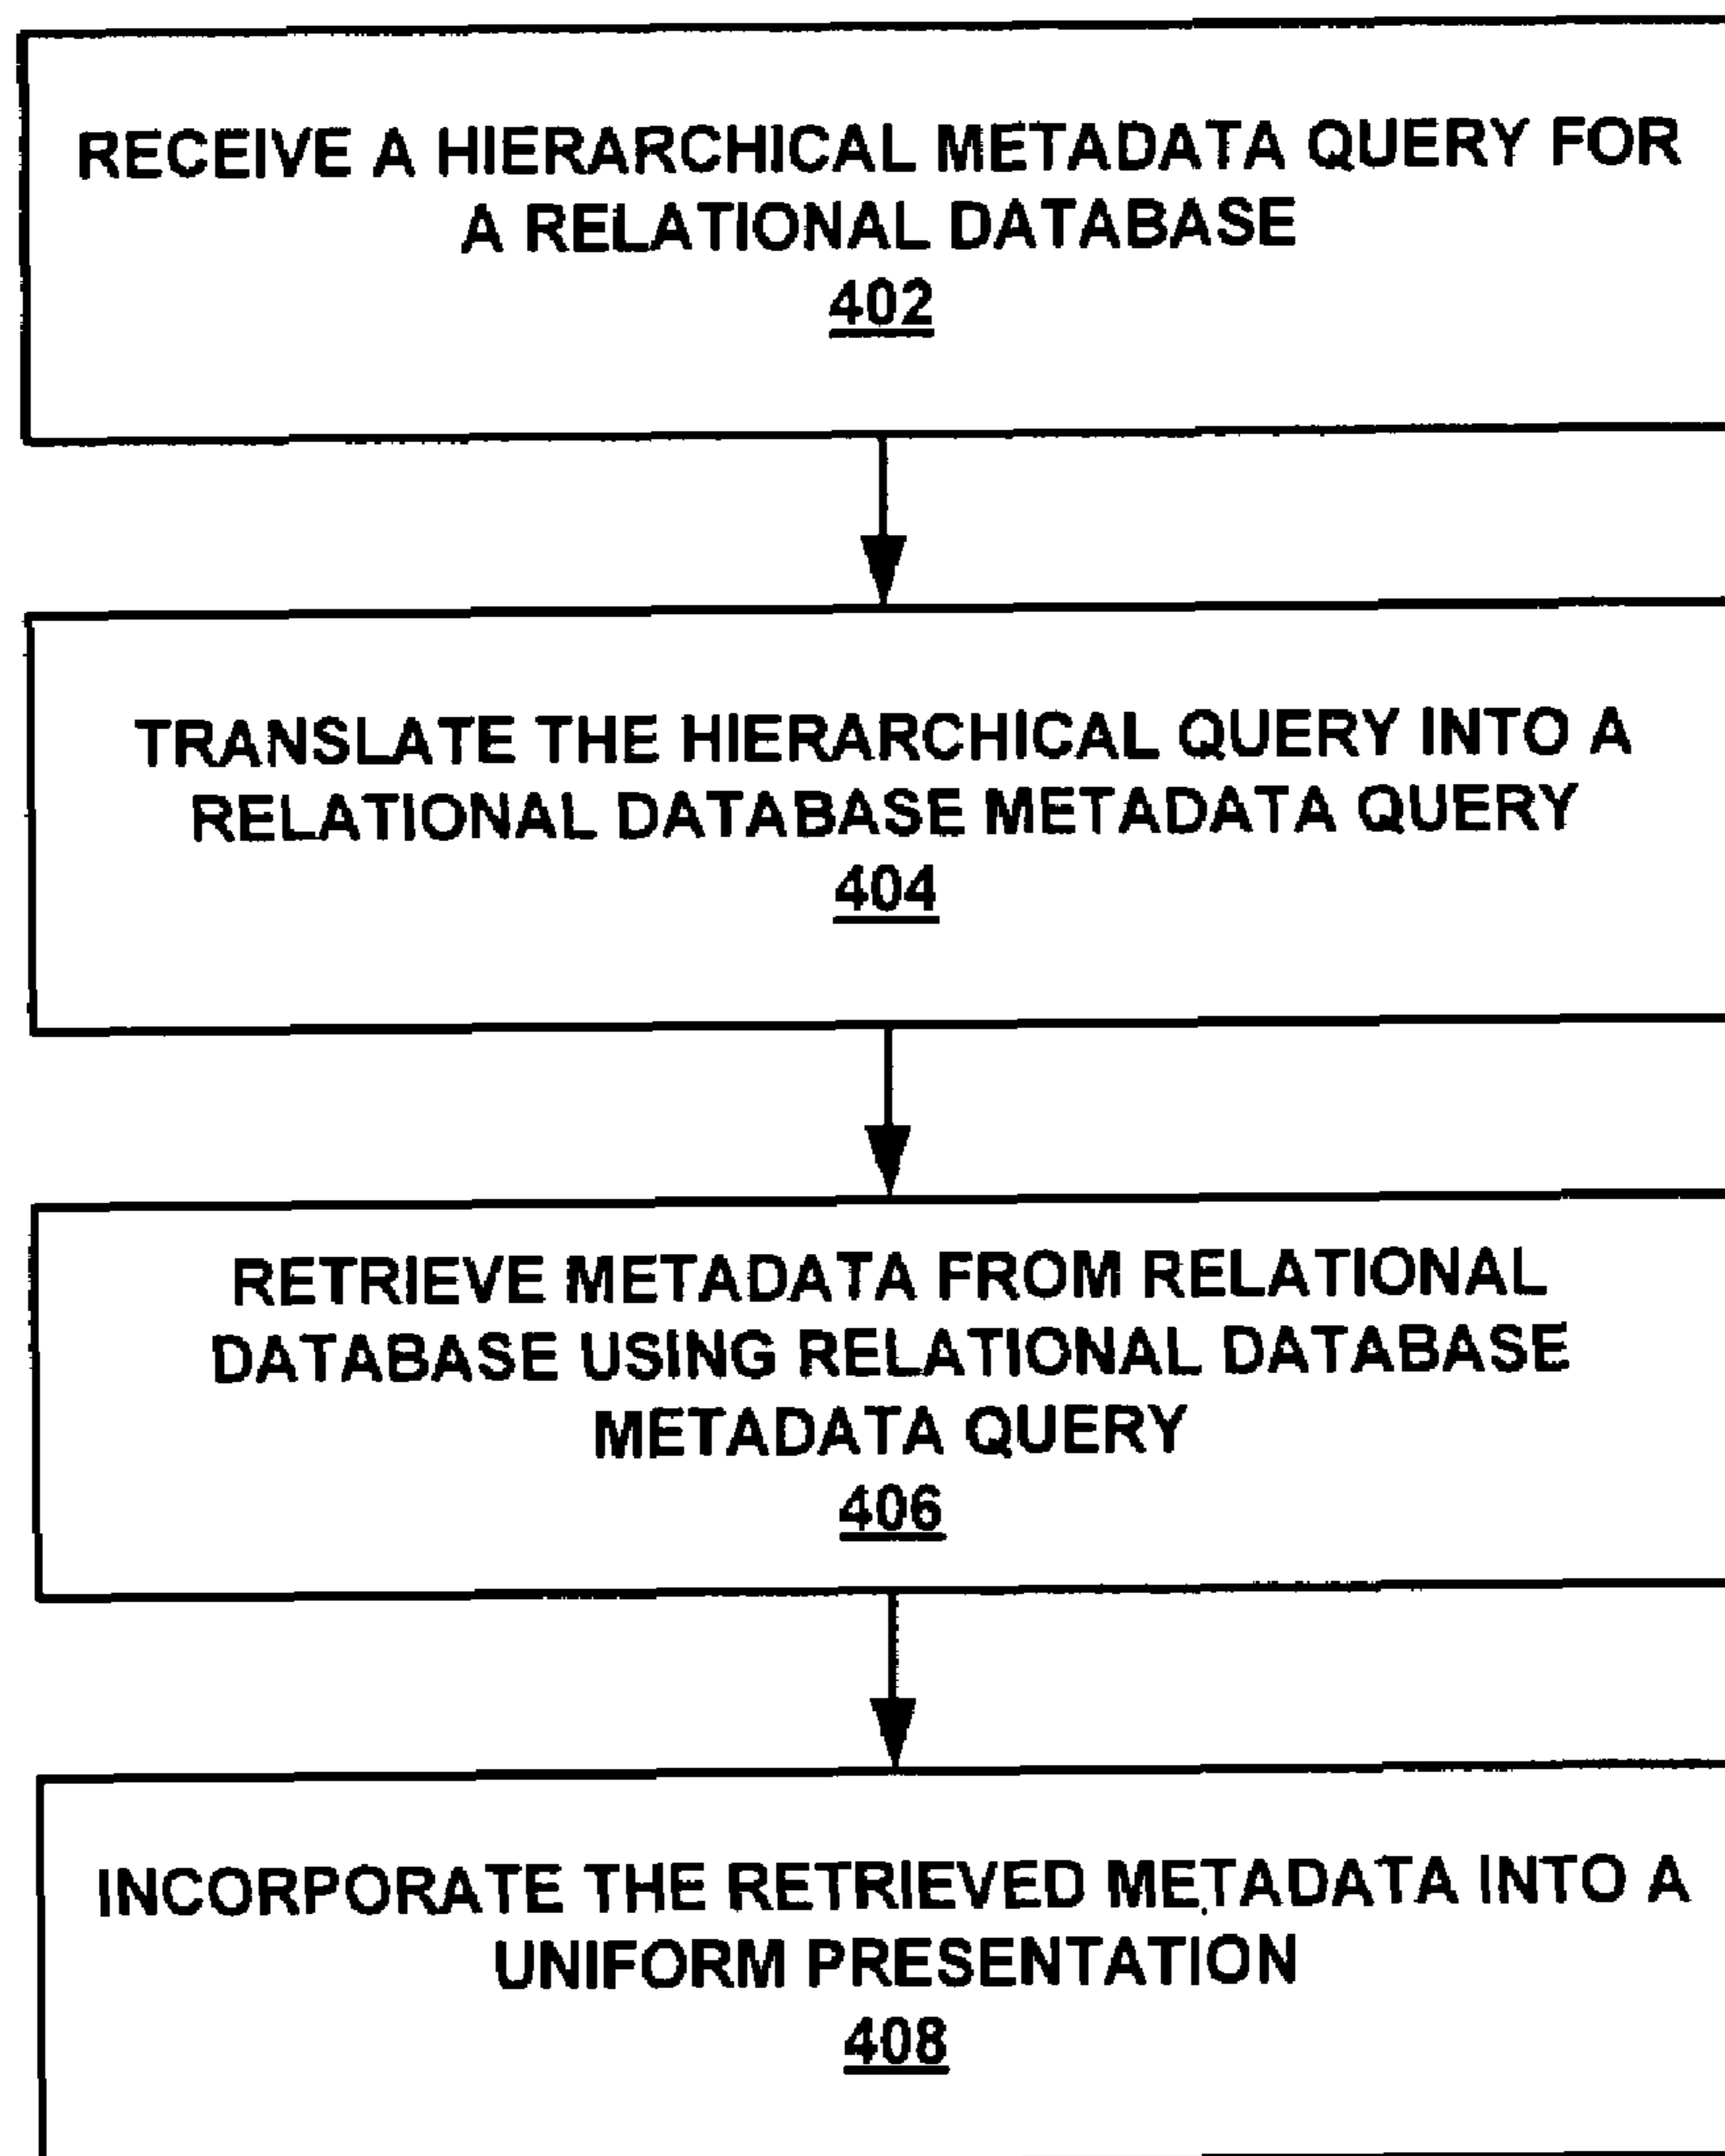 RECEIVE A HIERARCHICAL METADATA QUERY FOR
A RELATIONAL DATABASE
402
TRANSLATE THE HIERARCHICAL QUERY INTO A
RELATIONAL DATABASE METADATA QUERY
404
RETRIEVE METADATA FROM RELATIONAL
DATABASE USING RELATIONAL DATABASE
METADATA QUERY
406
INCORPORATE THE RETRIEVED METADATA INTO A
UNIFORM PRESENTATION
408